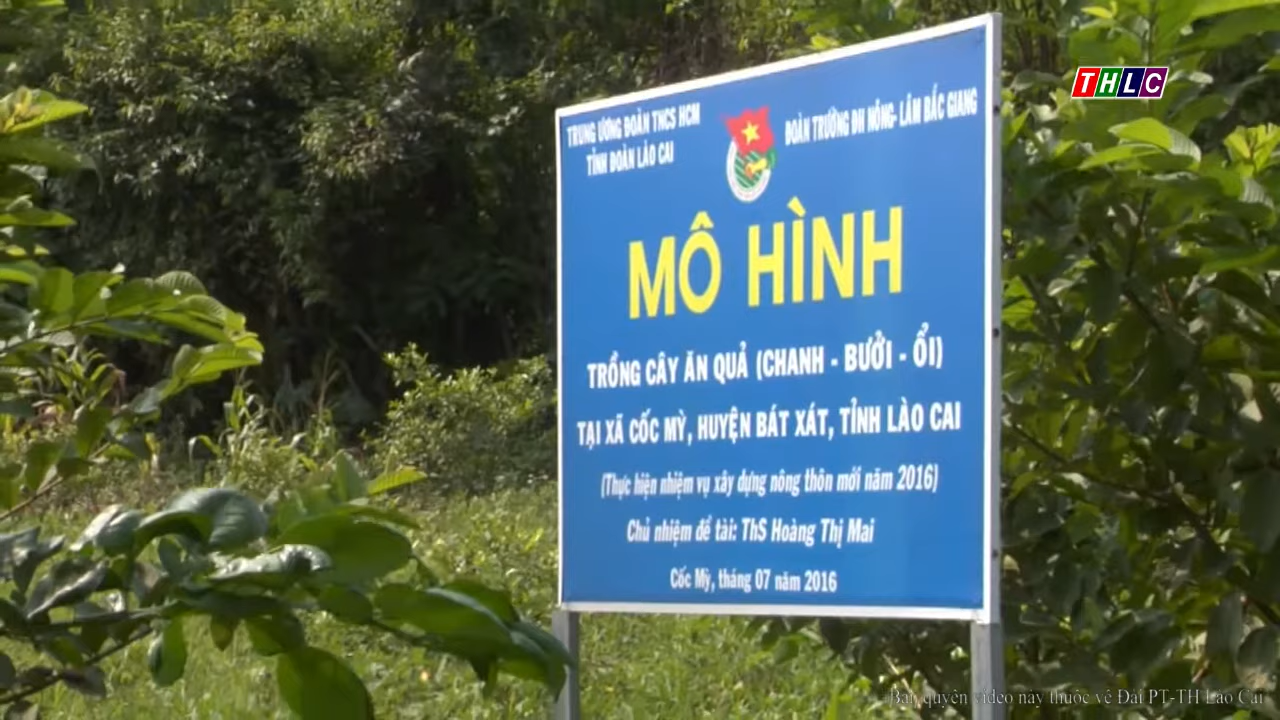 THLC
TRUNG ƯƠNG ĐOÀN TNCS HCM
TỈNH ĐOÀN LÀO CAI
ĐOÀN TRƯỜNG ĐH NÔNG- LÂM BẮC GIANG
MÔ HÌNH
TRỒNG CÂY ĂN QUẢ (CHANH - BƯỞI - ỔI)
TẠI XÃ CỐC MỲ, HUYỆN BÁT XÁT, TỈNH LÀO CAI
(Thực hiện nhiệm vụ xây dựng nông thôn mới năm 2016)
Chủ nhiệm đề tài: ThS Hoàng Thị Mai
Cốc Mỳ, tháng 07 năm 2016
Bản quyền video này thuộc về Đài PT-TH Lào Cai